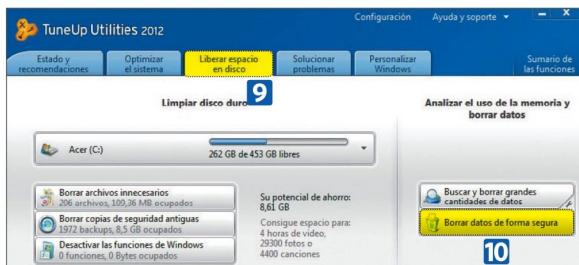 Configuración
Ayuda y soporte
TuneUp Utilities 2012
Estado y
recomendaciones
Optimizar
el sistema
Liberar espacio
en disco
Solucionar
problemas
Personalizar
Windows
Sumario de
las funciones
9
Limpiar disco duro
Analizar el uso de la memoria y
borrar datos
Acer (C:)
262 GB de 453 GB libres
Borrar archivos innecesarios
206 archivos, 109,36 MB ocupados
Borrar copias de seguridad antiguas
1972 backups, 8,5 GB ocupados
Desactivar las funciones de Windows
0 funciones, 0 Bytes ocupados
Su potencial de ahorro:
8,61 GB
Consigue espacio para:
4 horas de video,
29300 fotos o
4400 canciones
Buscar y borrar grandes
cantidades de datos
Borrar datos de forma segura
10